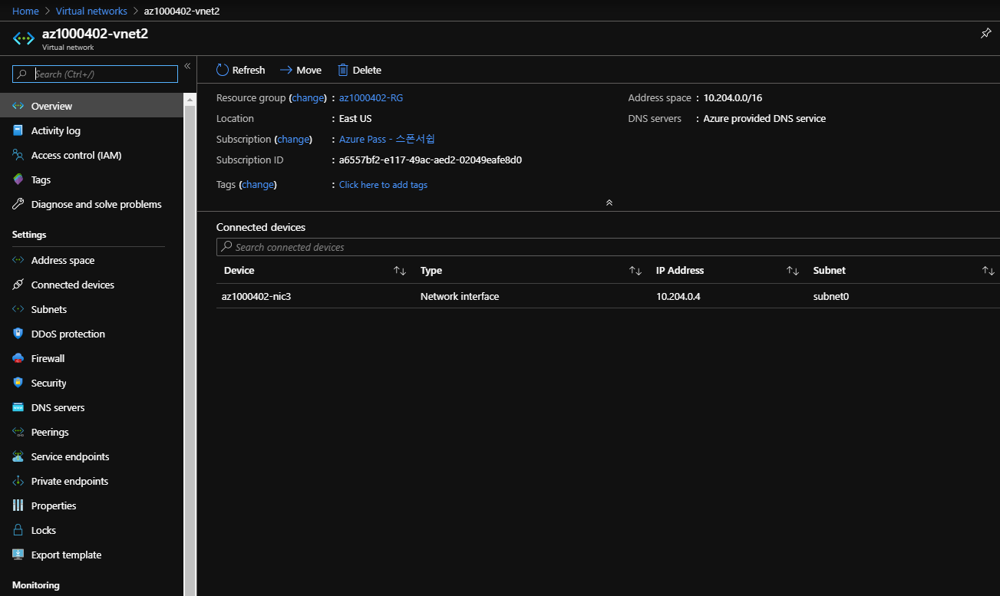 Home > Virtual networks > az1000402-vnet2
az1000402-vnet2
Virtual network
Search (Ctrl+/)
«
Overview
Activity log
Access control (IAM)
Tags
Diagnose and solve problems
Settings
Address space
Connected devices
Subnets
DDoS protection
Firewall
Security
DNS servers
Peerings
Service endpoints
Private endpoints
Properties
Locks
Export template
Monitoring
Refresh Move Delete
Resource group (change) : az1000402-RG
Location : East US
Subscription (change) : Azure Pass - 스폰서쉽
Subscription ID : a6557bf2-e117-49ac-aed2-02049eafe8d0
Tags (change) : Click here to add tags
Address space : 10.204.0.0/16
DNS servers : Azure provided DNS service
Connected devices
Search connected devices
Device Type IP Address Subnet
az1000402-nic3 Network interface 10.204.0.4 subnet0